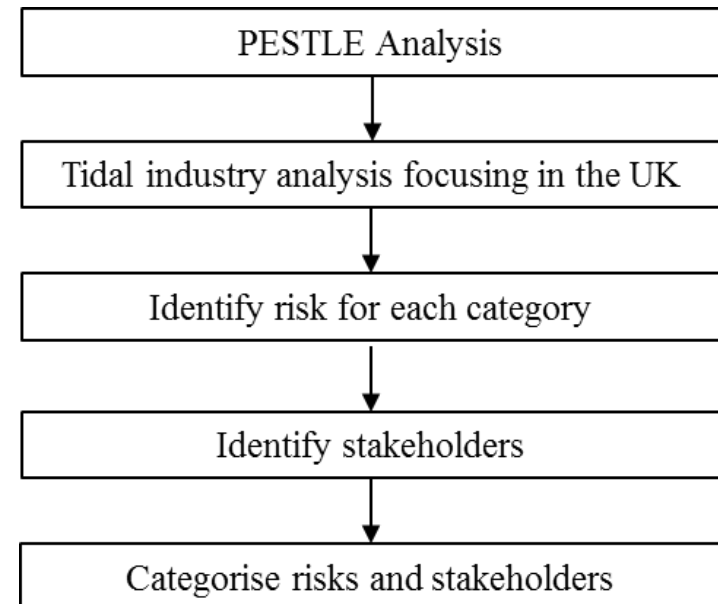 PESTLE Analysis
Tidal industry analysis focusing in the UK
Identify risk for each category
Identify stakeholders
Categorise risks and stakeholders